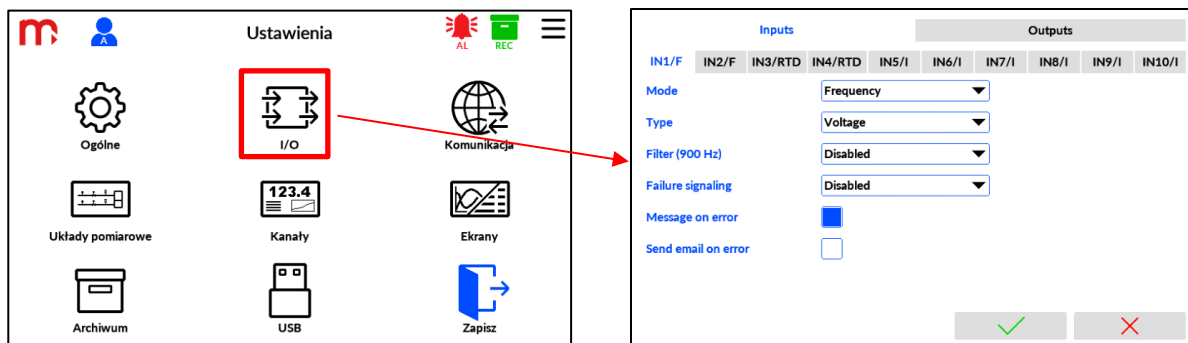 A
Ustawienia
AL
REC
Ogólne
I/O
Komunikacja
123.4
Układy pomiarowe
Kanały
Ekrany
Archiwum
USB
Zapisz
Inputs
Outputs
IN1/F
IN2/F
IN3/RTD
IN4/RTD
IN5/I
IN6/I
IN7/I
IN8/I
IN9/I
IN10/I
Mode
Frequency
Type
Voltage
Filter (900 Hz)
Disabled
Failure signaling
Disabled
Message on error
Send email on error